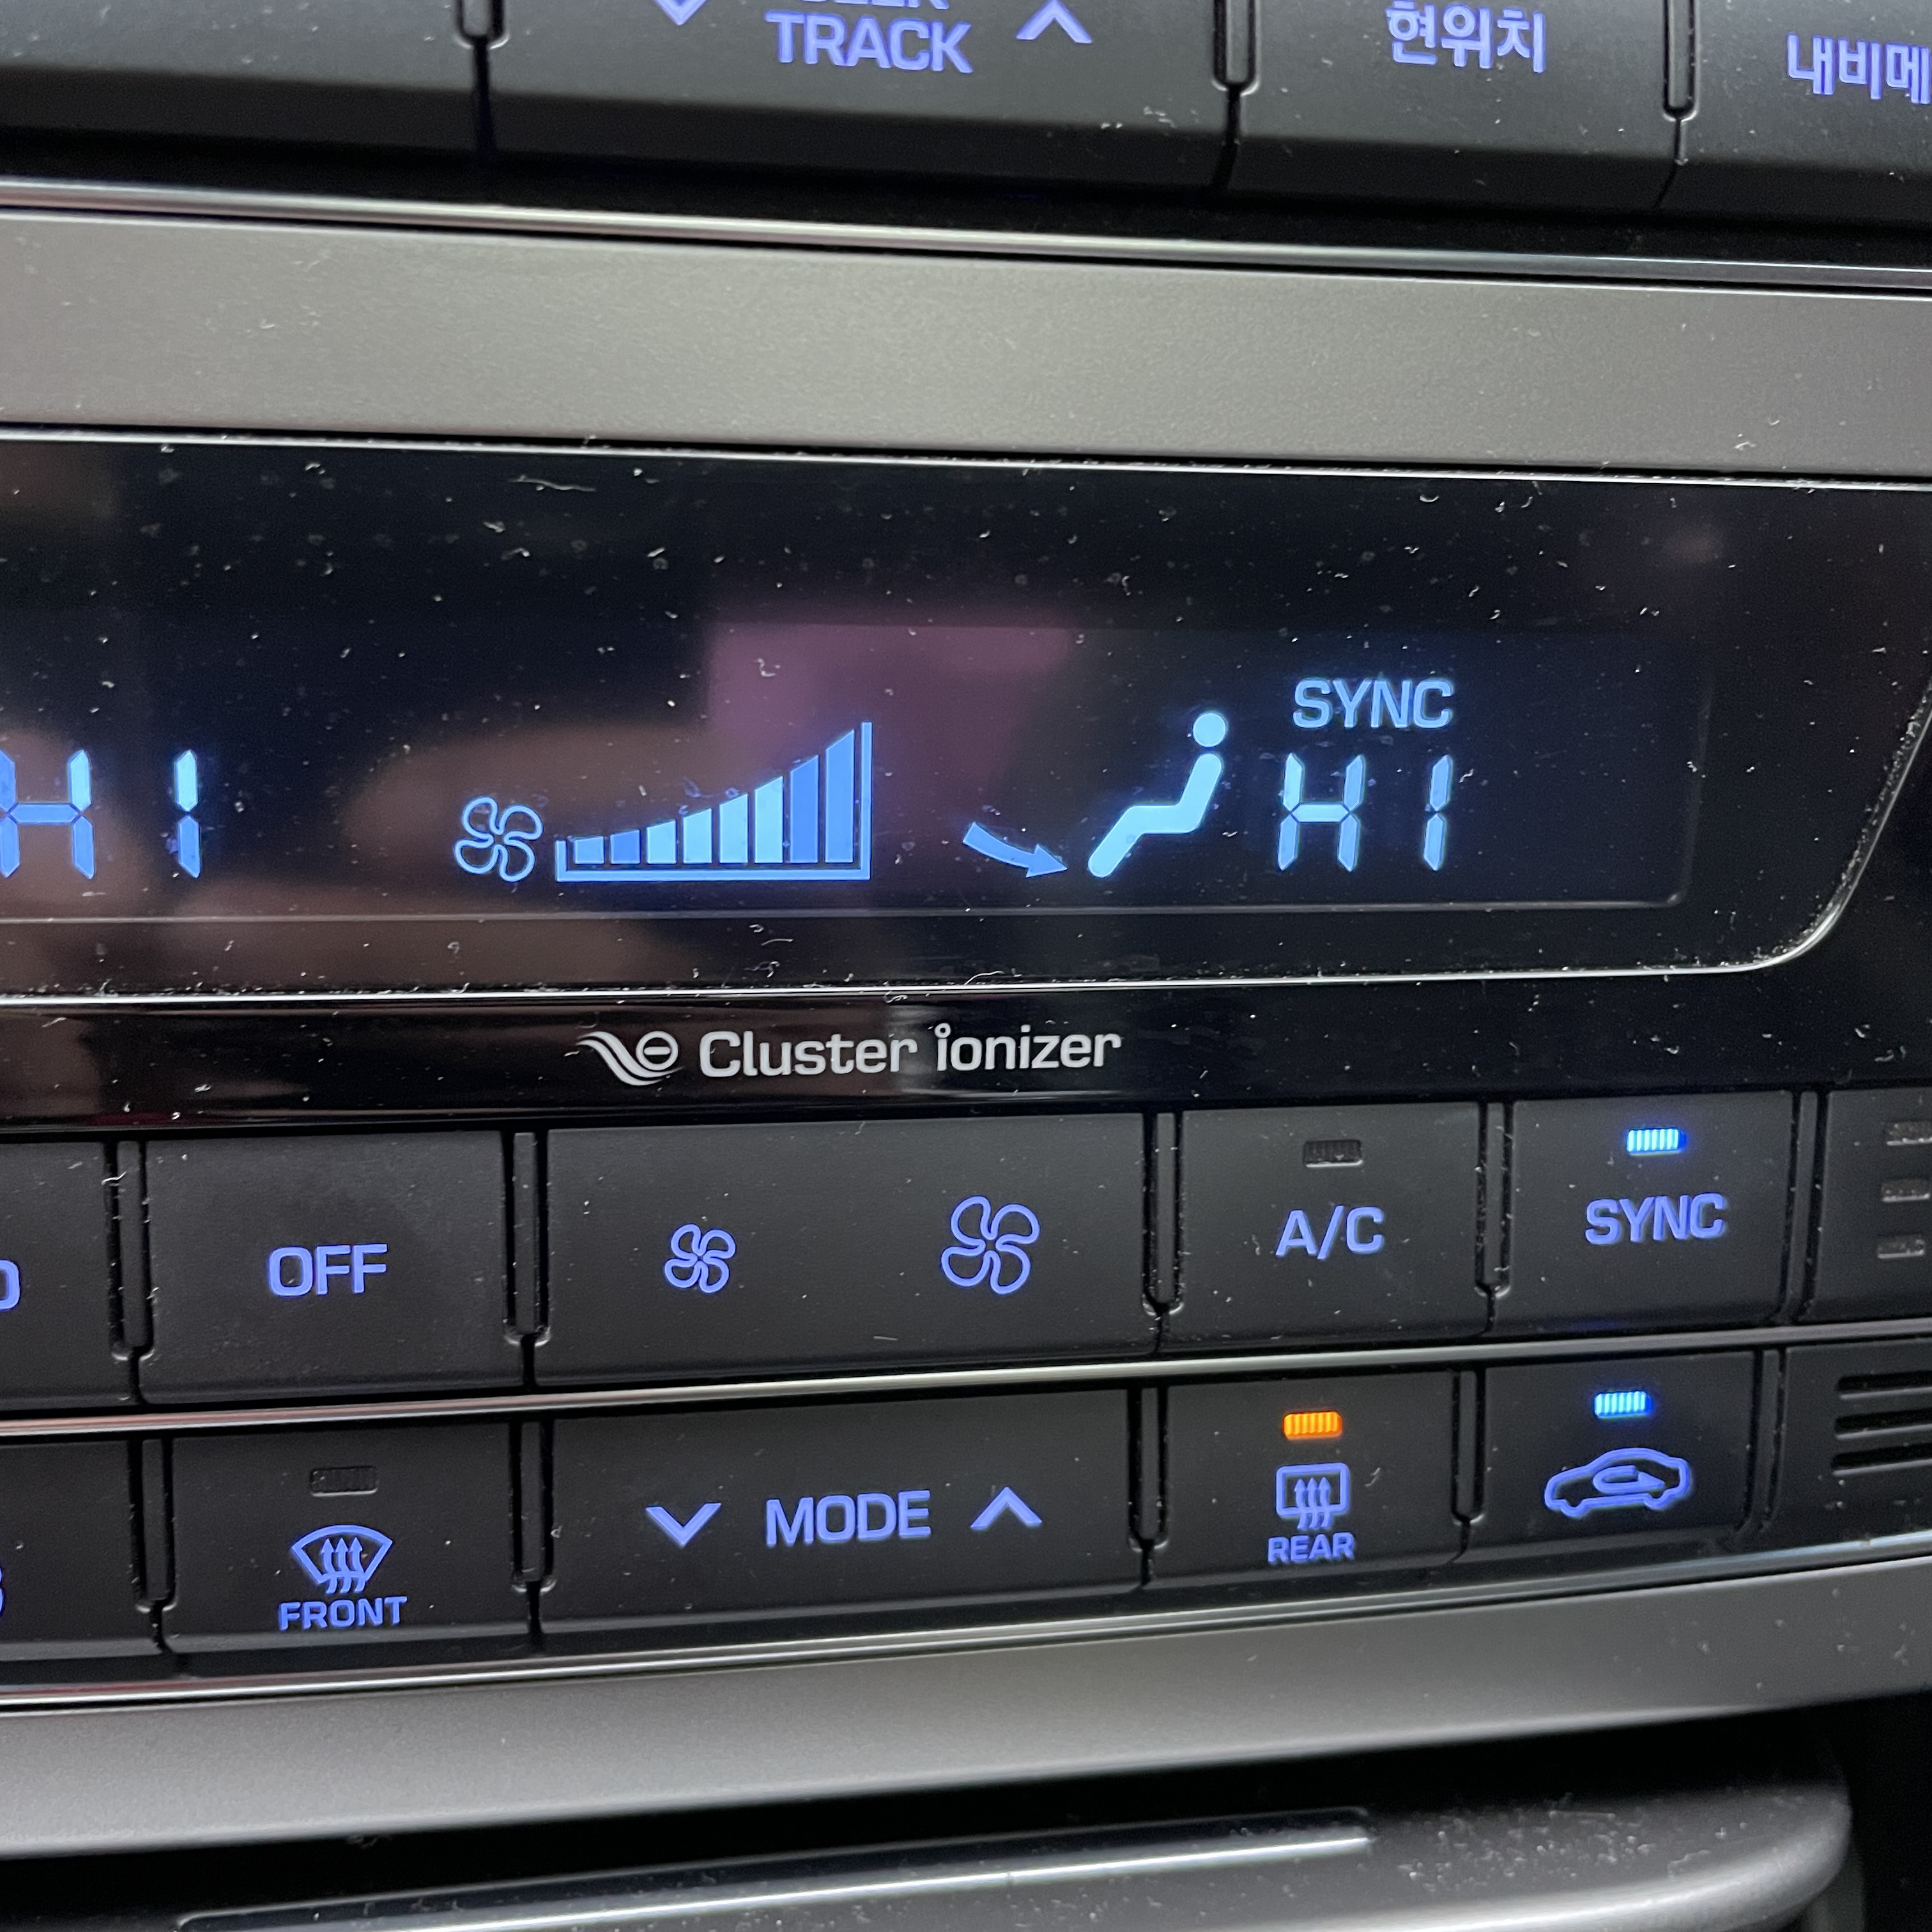 TRACK
현위치
SYNC
HI
HI
Cluster ionizer
OFF
A/C
SYNC
FRONT
MODE
REAR